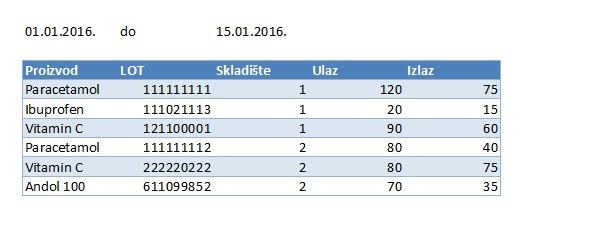 01.01.2016. do 15.01.2016.
Proizvod LOT Skladište Ulaz Izlaz
Paracetamol 111111111 1 120 75
Ibuprofen 111021113 1 20 15
Vitamin C 121100001 1 90 60
Paracetamol 111111112 2 80 40
Vitamin C 222220222 2 80 75
Andol 100 611099852 2 70 35